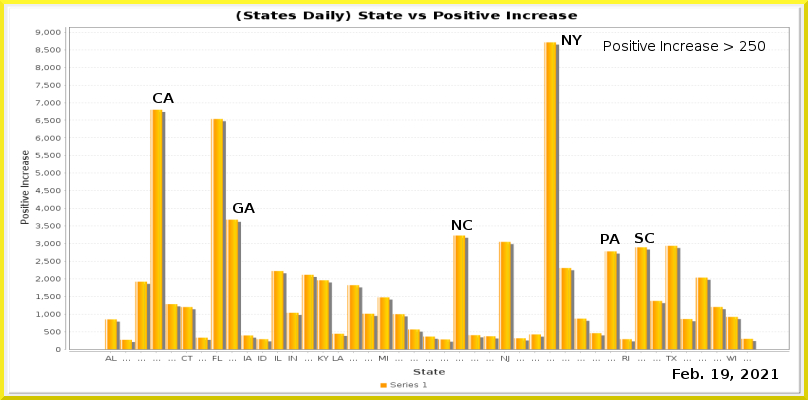 (States Daily) State vs Positive Increase
9,000
8,500
8,000
7,500
7,000
6,500
6,000
5,500
5,000
4,500
4,000
3,500
3,000
2,500
2,000
1,500
1,000
500
0
Positive Increase
NY
Positive Increase > 250
CA
GA
NC
PA
SC
AL ... ... ... ... CT ... FL ... IA ID IL IN ... KY LA ... ... MI ... ... ... ... ... ... ... NJ ... ... ... ... ... ... ... RI ... ... TX ... ... ... WI ...
State
Feb. 19, 2021
Series 1